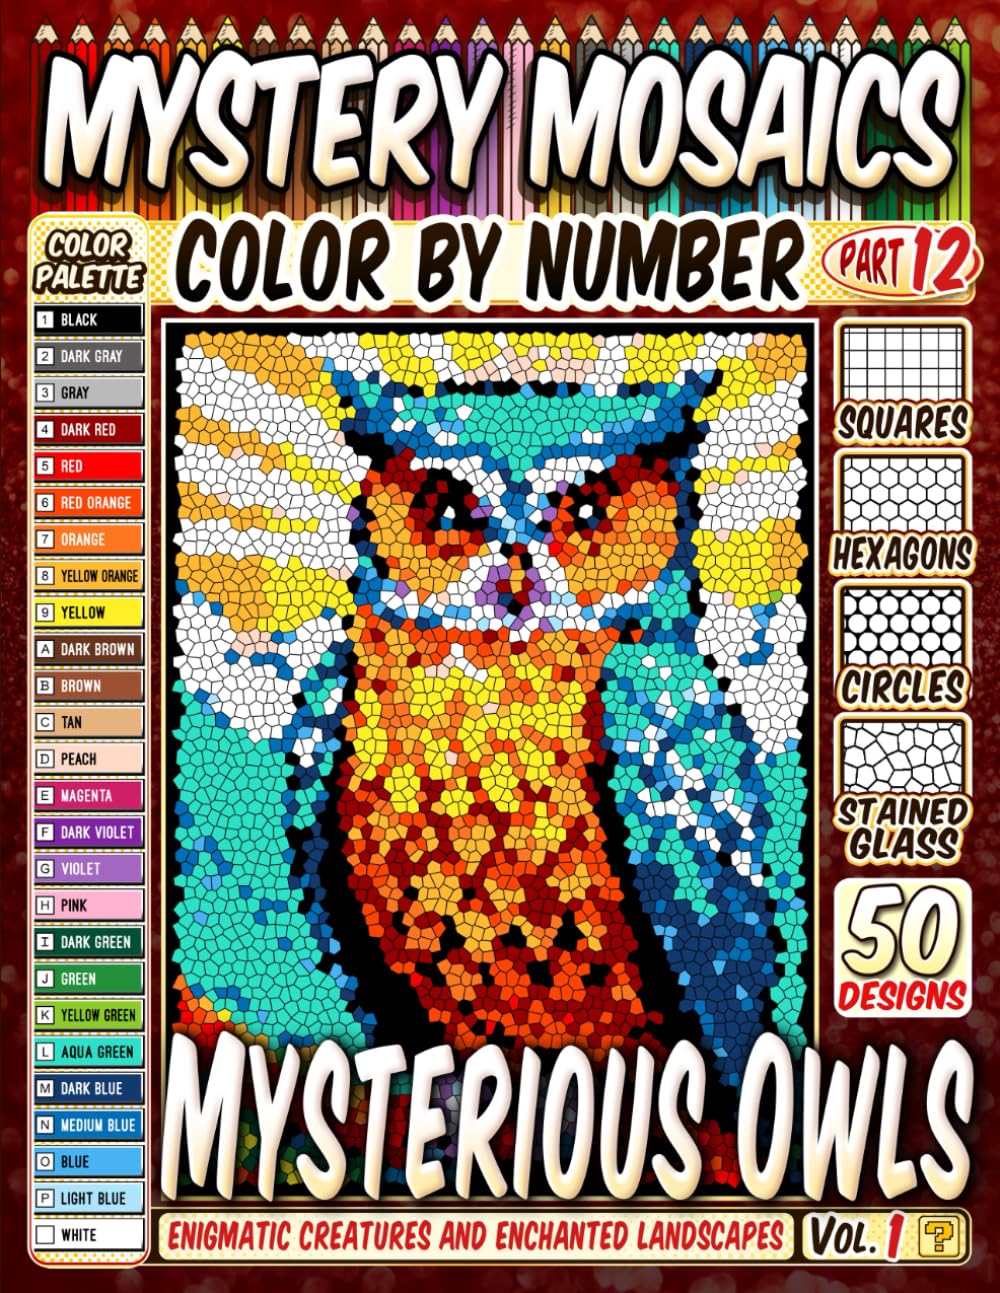 MYSTERY MOSAICS
COLOR BY NUMBER
PART 12
COLOR
PALETTE
1 BLACK
2 DARK GRAY
3 GRAY
4 DARK RED
5 RED
6 RED ORANGE
7 ORANGE
8 YELLOW ORANGE
9 YELLOW
A DARK BROWN
B BROWN
C TAN
D PEACH
E MAGENTA
F DARK VIOLET
G VIOLET
H PINK
I DARK GREEN
J GREEN
K YELLOW GREEN
L AQUA GREEN
M DARK BLUE
N MEDIUM BLUE
O BLUE
P LIGHT BLUE
WHITE
SQUARES
HEXAGONS
CIRCLES
STAINED
GLASS
50
DESIGNS
MYSTERIOUS OWLS
ENIGMATIC CREATURES AND ENCHANTED LANDSCAPES
VOL. 1 ?